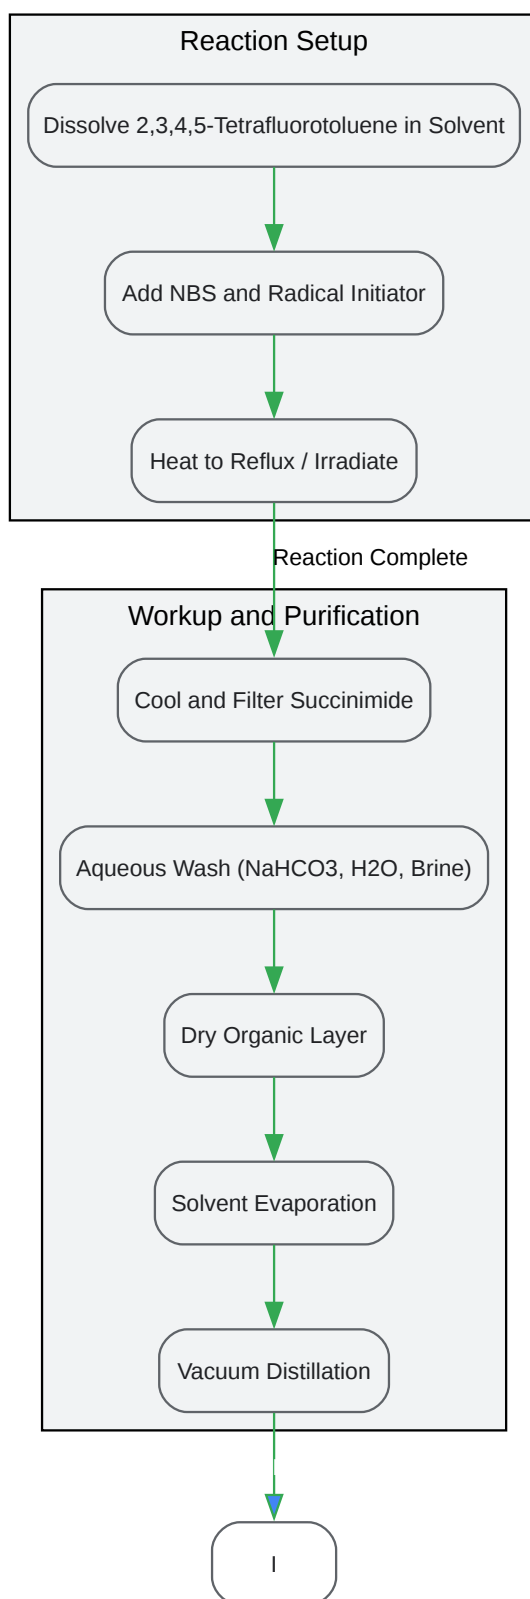 Reaction Setup
Dissolve 2,3,4,5-Tetrafluorotoluene in Solvent
Add NBS and Radical Initiator
Heat to Reflux / Irradiate
Reaction Complete
Workup and Purification
Cool and Filter Succinimide
Aqueous Wash (NaHCO3, H2O, Brine)
Dry Organic Layer
Solvent Evaporation
Vacuum Distillation
I